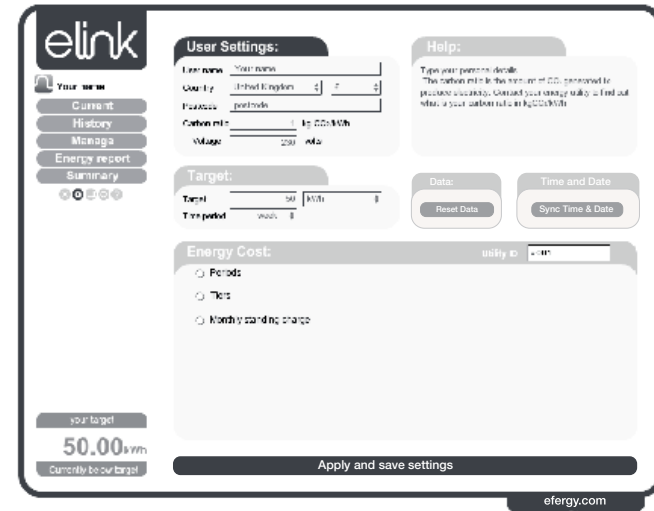 elink
Your name
Current
History
Manage
Energy report
Summary
your target
50.00 kWh
Currently below target
User Settings:
User name Your name
Country United Kingdom £
Postcode postcode
Carbon ratio 1 kg CO₂/kWh
Voltage 230 volts
Help:
Type your personal details
The carbon ratio is the amount of CO₂ generated to
produce electricity. Contact your energy utility to find out
what is your carbon ratio in kgCO₂/kWh
Target:
Target 50 kWh
Time period week
Data:
Reset Data
Time and Date
Sync Time & Date
Energy Cost:
utility ID
Periods
Tiers
Monthly standing charge
Apply and save settings
efergy.com